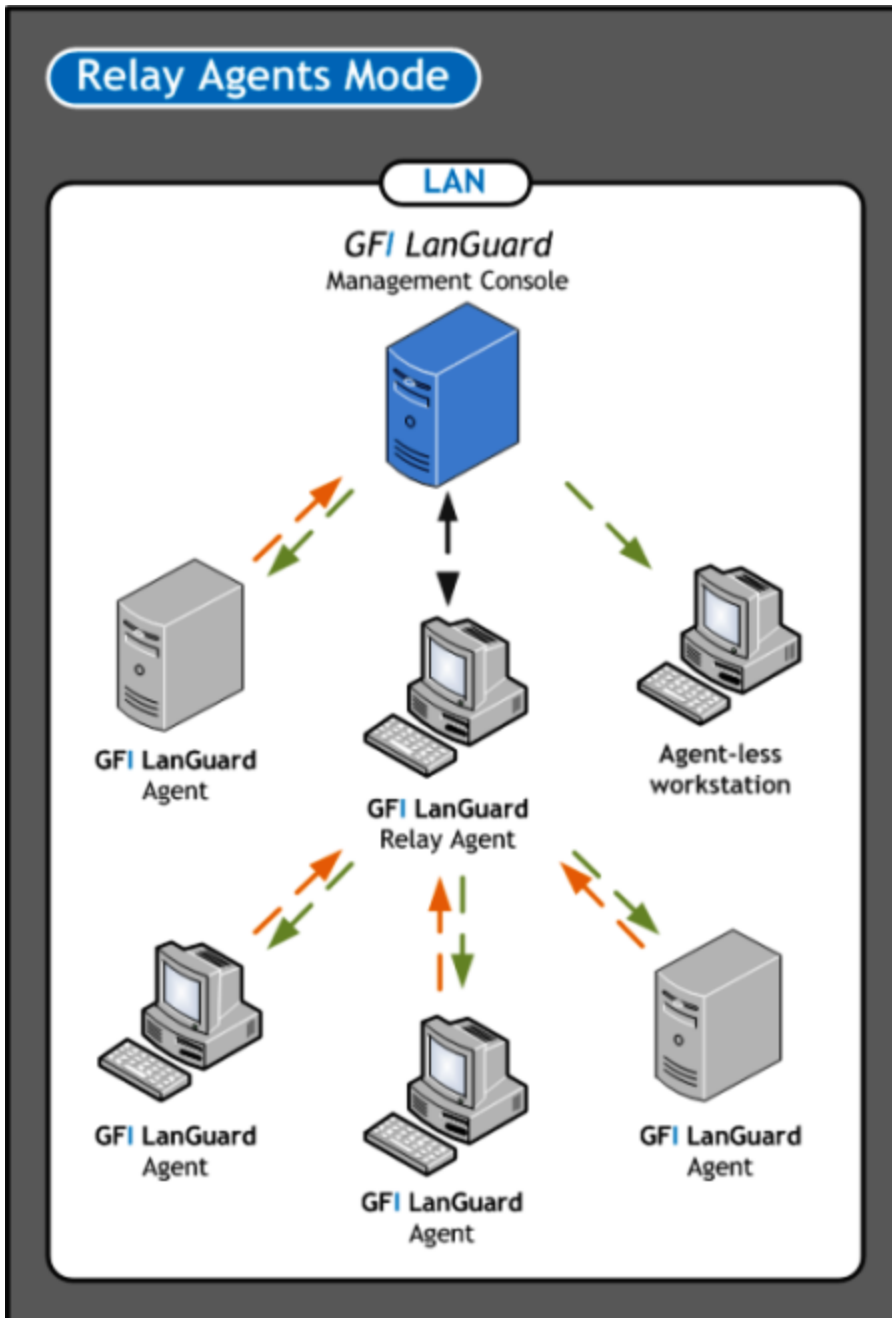 Relay Agents Mode
LAN
GFI LanGuard
Management Console
GFI LanGuard
Agent
GFI LanGuard
Relay Agent
Agent-less
workstation
GFI LanGuard
Agent
GFI LanGuard
Agent
GFI LanGuard
Agent